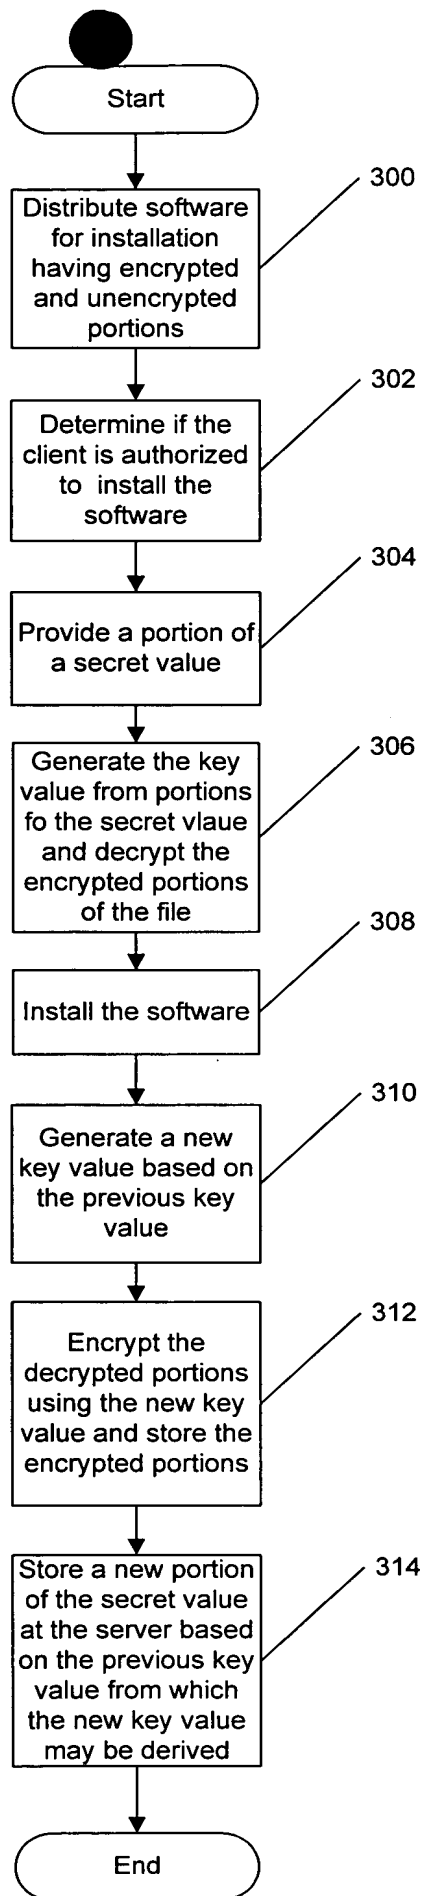 Start
300
Distribute software
for installation
having encrypted
and unencrypted
portions
302
Determine if the
client is authorized
to install the
software
304
Provide a portion of
a secret value
306
Generate the key
value from portions
fo the secret vlaue
and decrypt the
encrypted portions
of the file
308
Install the software
310
Generate a new
key value based on
the previous key
value
312
Encrypt the
decrypted portions
using the new key
value and store the
encrypted portions
314
Store a new portion
of the secret value
at the server based
on the previous key
value from which
the new key value
may be derived
End